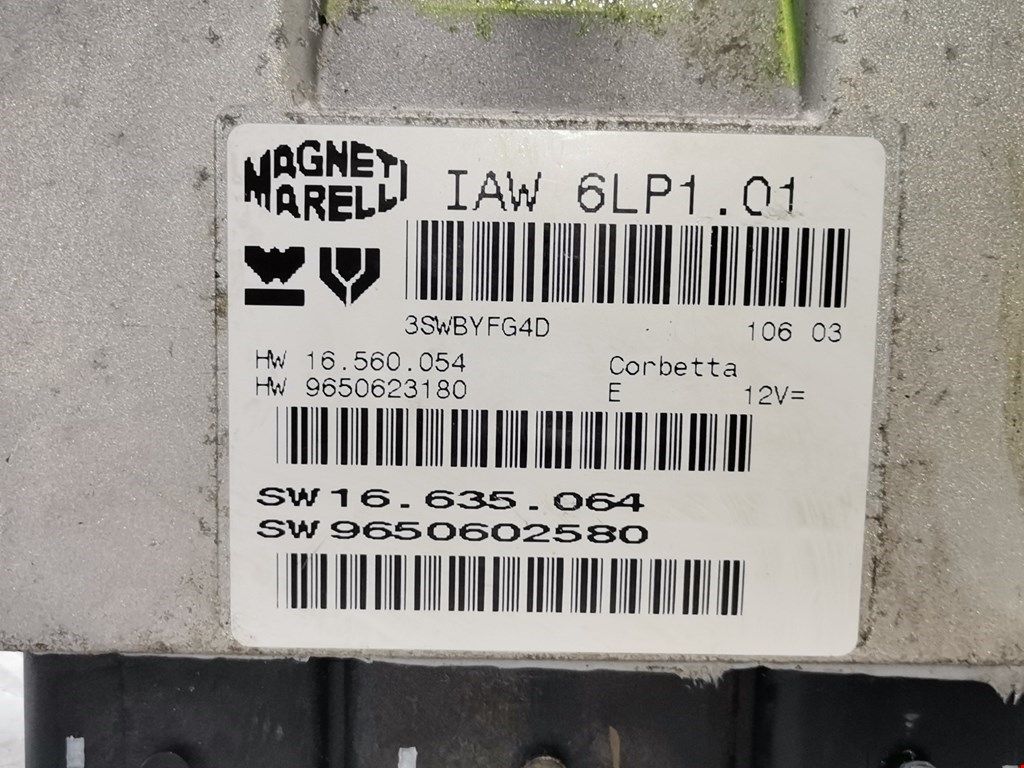 MAGNETI
MARELLI
IAW 6LP1.01
3SWBYFG4D 106 03
HW 16.560.054 Corbetta
HW 9650623180 E 12V=
SW 16.635.064
SW 9650602580